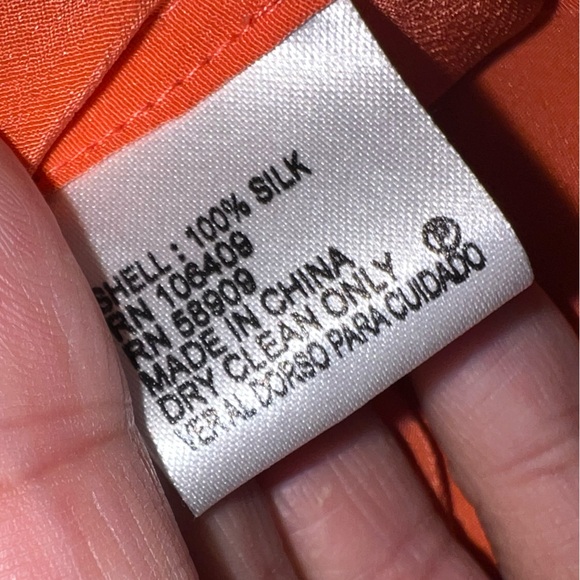 SHELL : 100% SILK
RN 106409
RN 58909
MADE IN CHINA
DRY CLEAN ONLY Ⓟ
VER AL DORSO PARA CUIDADO